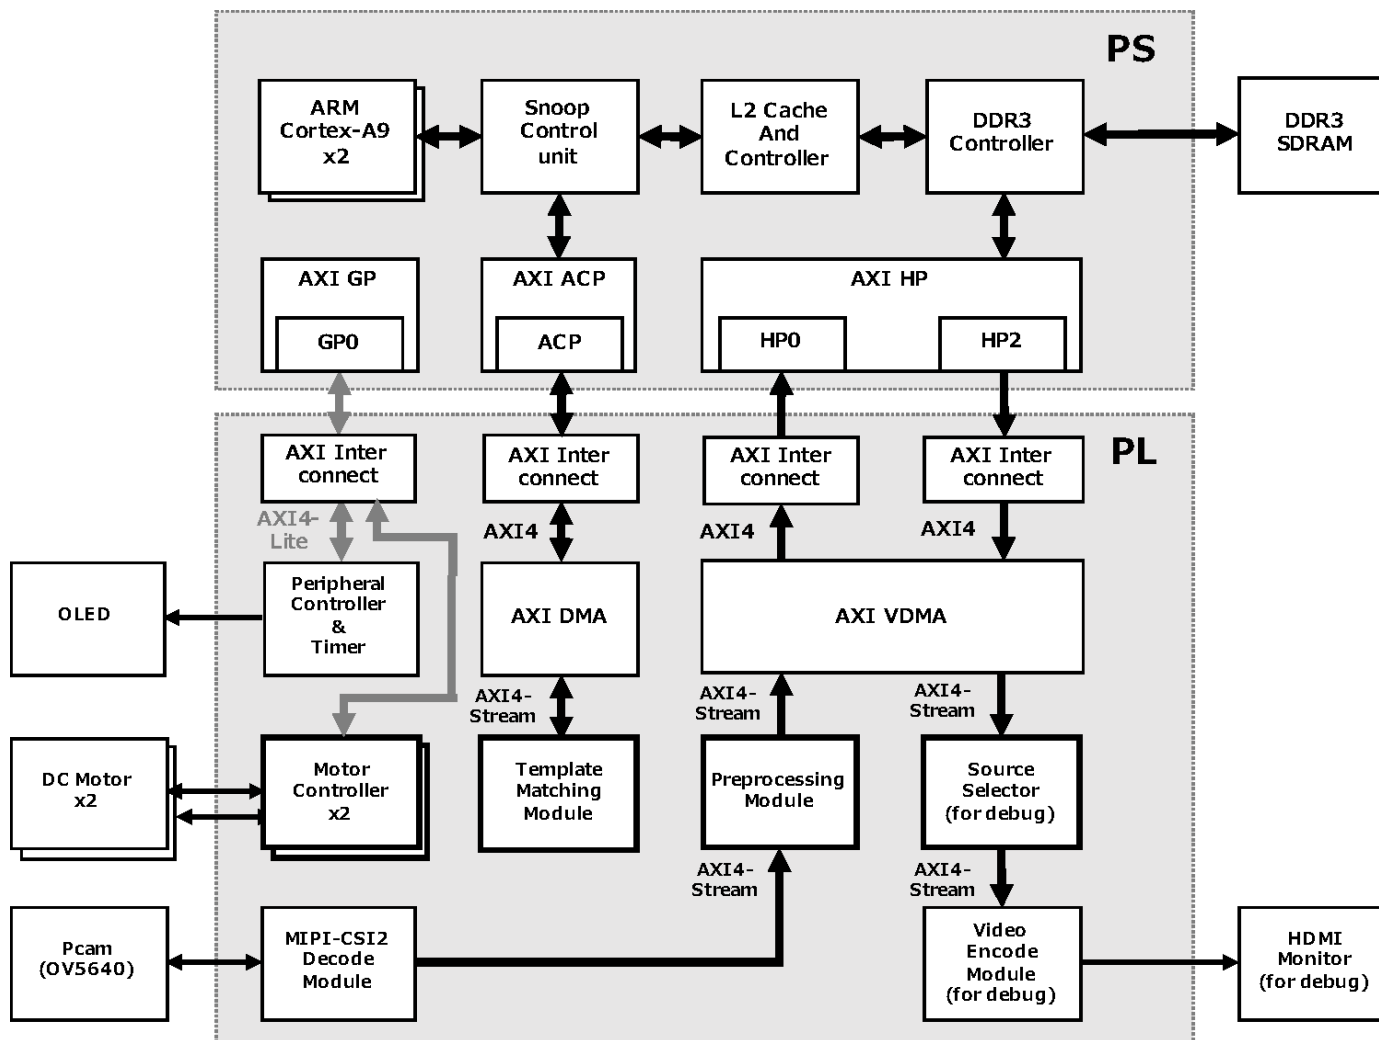 PS
ARM
Cortex-A9
x2
Snoop
Control
unit
L2 Cache
And
Controller
DDR3
Controller
DDR3
SDRAM
AXI GP
GP0
AXI ACP
ACP
AXI HP
HP0
HP2
PL
AXI Inter
connect
AXI Inter
connect
AXI Inter
connect
AXI Inter
connect
AXI4-
Lite
AXI4
AXI4
AXI4
OLED
Peripheral
Controller
&
Timer
AXI DMA
AXI VDMA
AXI4-
Stream
AXI4-
Stream
AXI4-
Stream
DC Motor
x2
Motor
Controller
x2
Template
Matching
Module
Preprocessing
Module
Source
Selector
(for debug)
AXI4-
Stream
AXI4-
Stream
Pcam
(OV5640)
MIPI-CSI2
Decode
Module
Video
Encode
Module
(for debug)
HDMI
Monitor
(for debug)